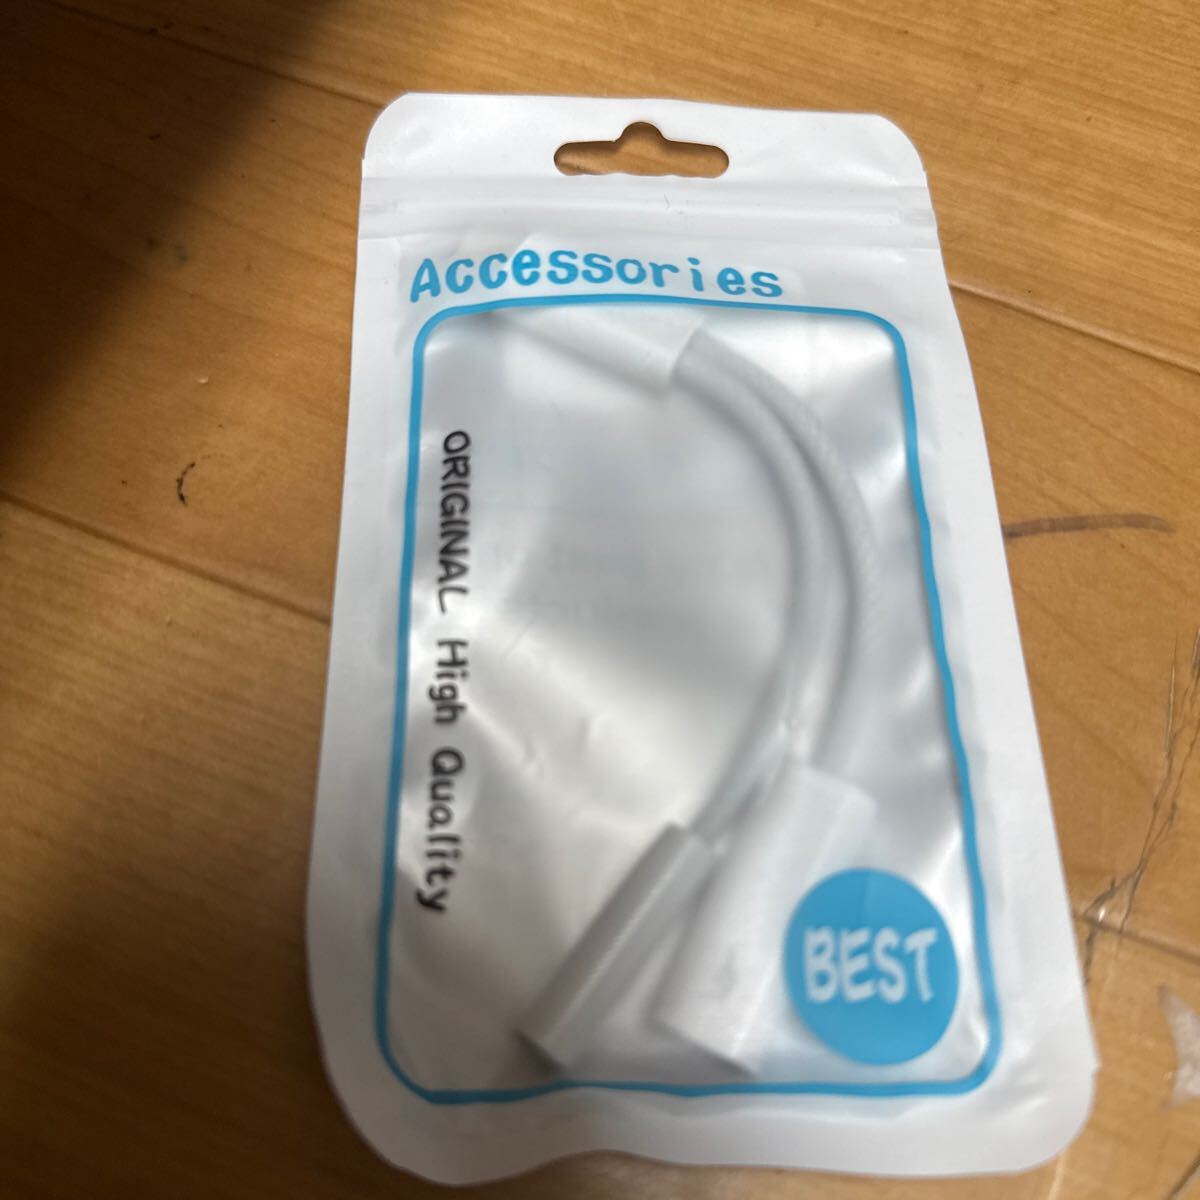 Accessories
ORIGINAL High Quality
BEST